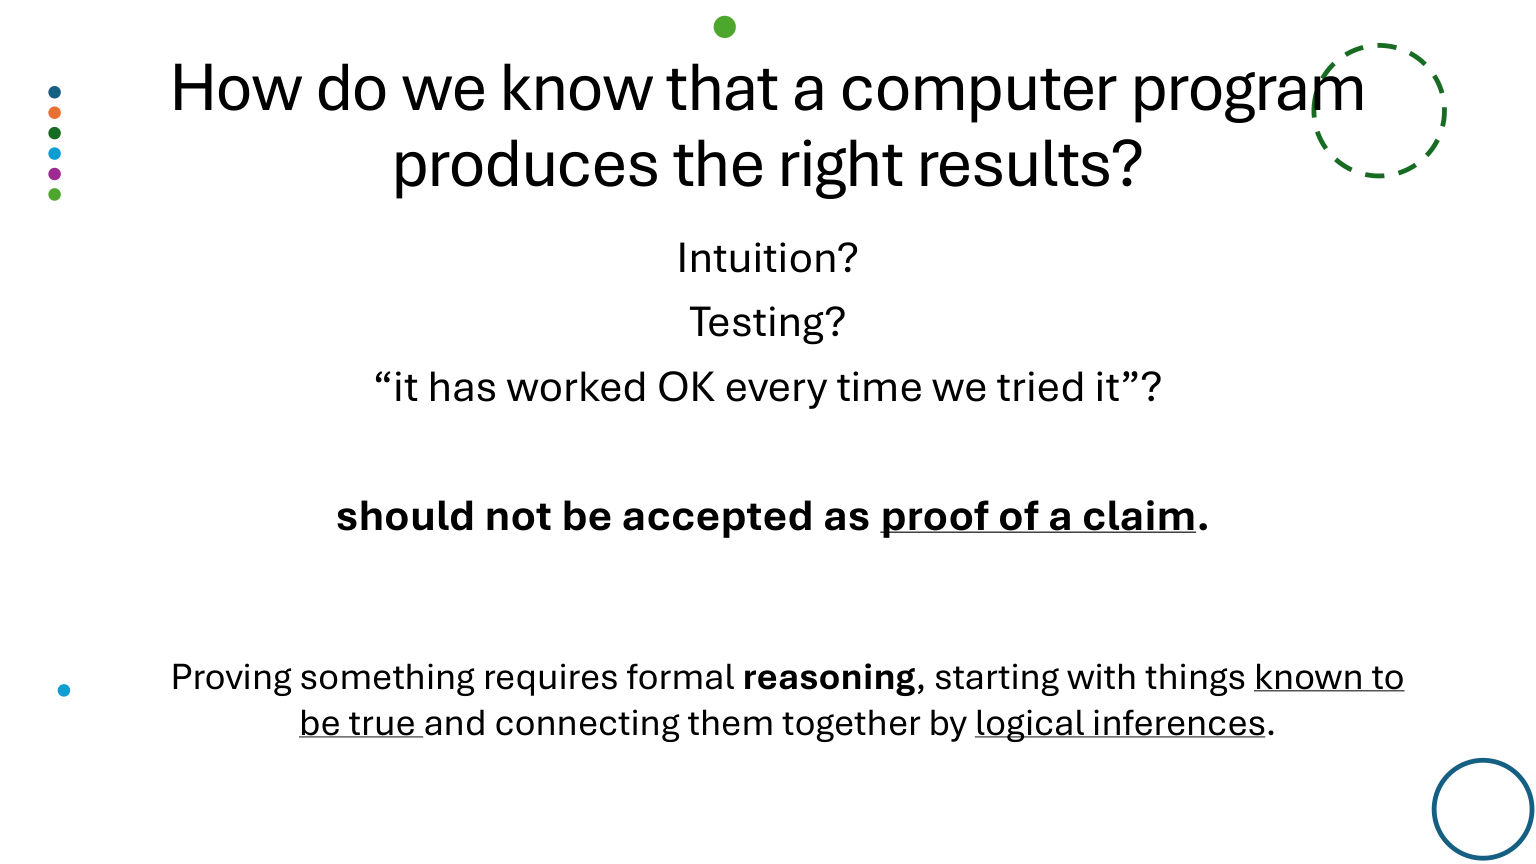 How do we know that a computer program
produces the right results?
Intuition?
Testing?
“it has worked OK every time we tried it”?
should not be accepted as proof of a claim.
Proving something requires formal reasoning, starting with things known to
be true and connecting them together by logical inferences.